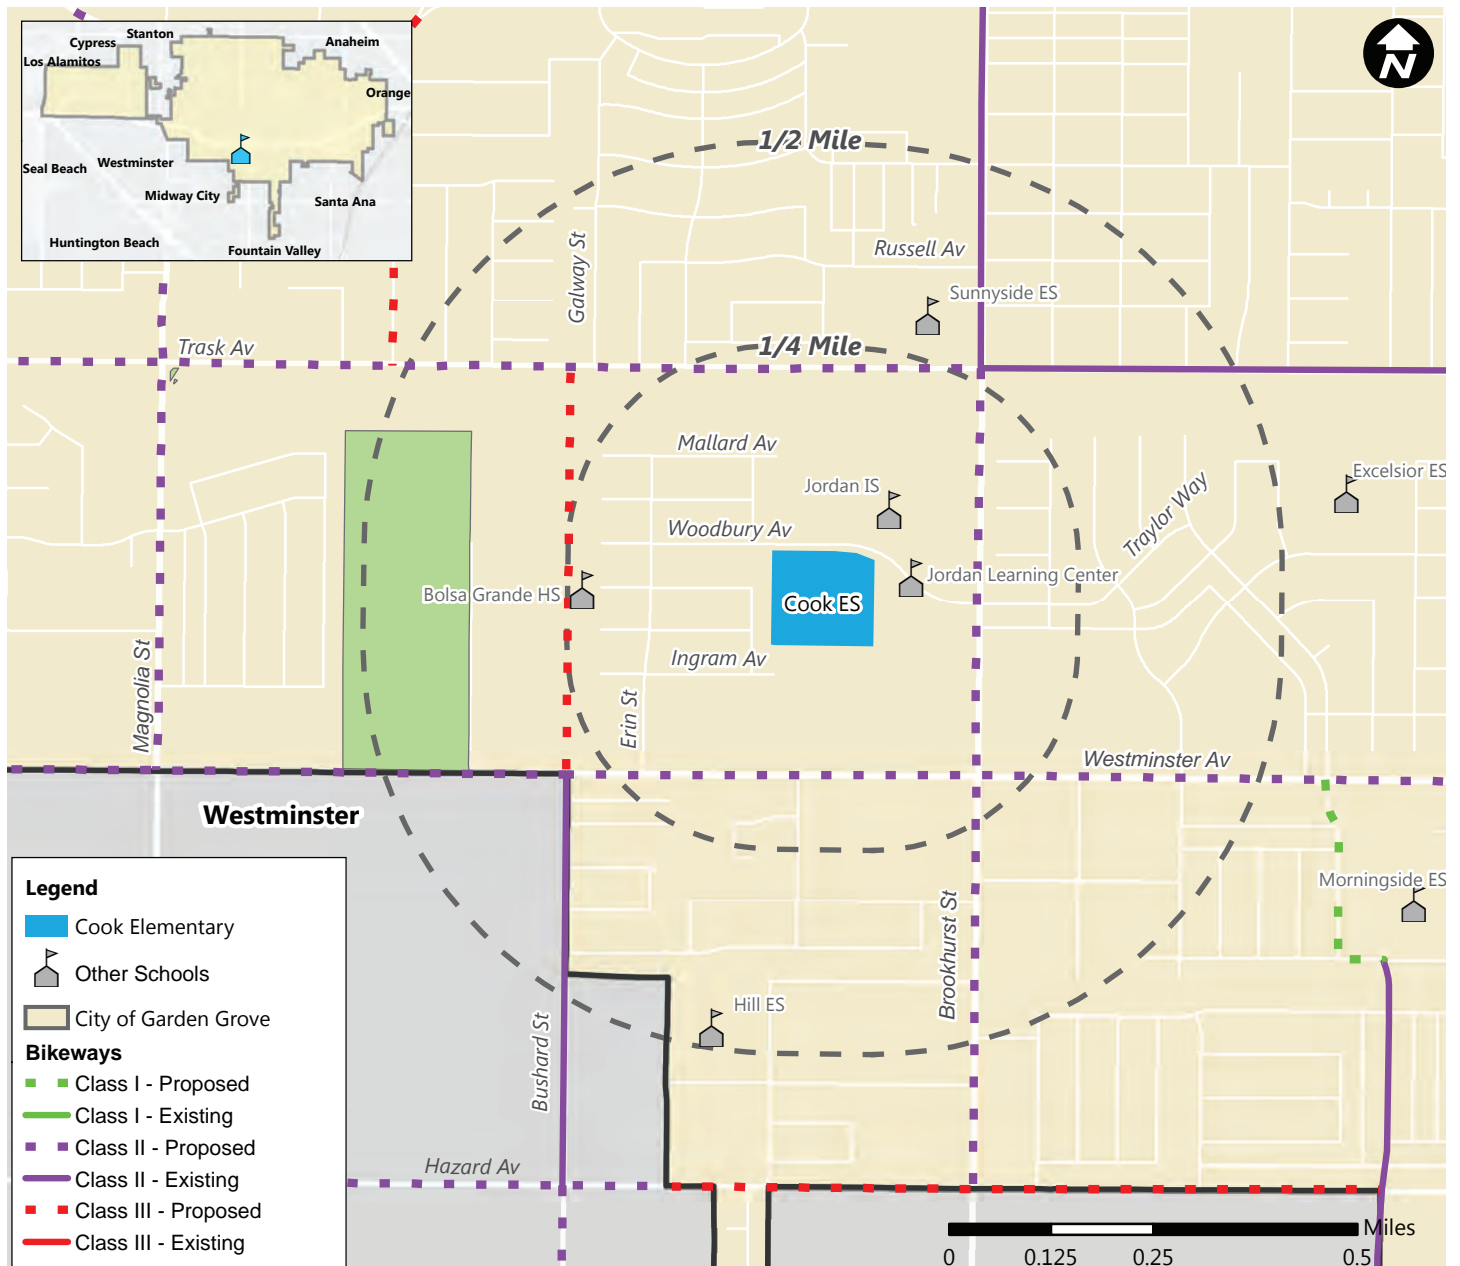 Stanton
Cypress
Anaheim
Los Alamitos
Orange
Westminster
Seal Beach
Midway City
Santa Ana
Huntington Beach
Fountain Valley
N
1/2 Mile
Galway St
Russell Av
Sunnyside ES
Trask Av
1/4 Mile
Mallard Av
Jordan IS
Excelsior ES
Traylor Way
Woodbury Av
Bolsa Grande HS
Jordan Learning Center
Cook ES
Ingram Av
Magnolia St
Erin St
Westminster Av
Westminster
Morningside ES
Brookhurst St
Hill ES
Bushard St
Hazard Av
Legend
Cook Elementary
Other Schools
City of Garden Grove
Bikeways
Class I - Proposed
Class I - Existing
Class II - Proposed
Class II - Existing
Class III - Proposed
Class III - Existing
Miles
0 0.125 0.25 0.5